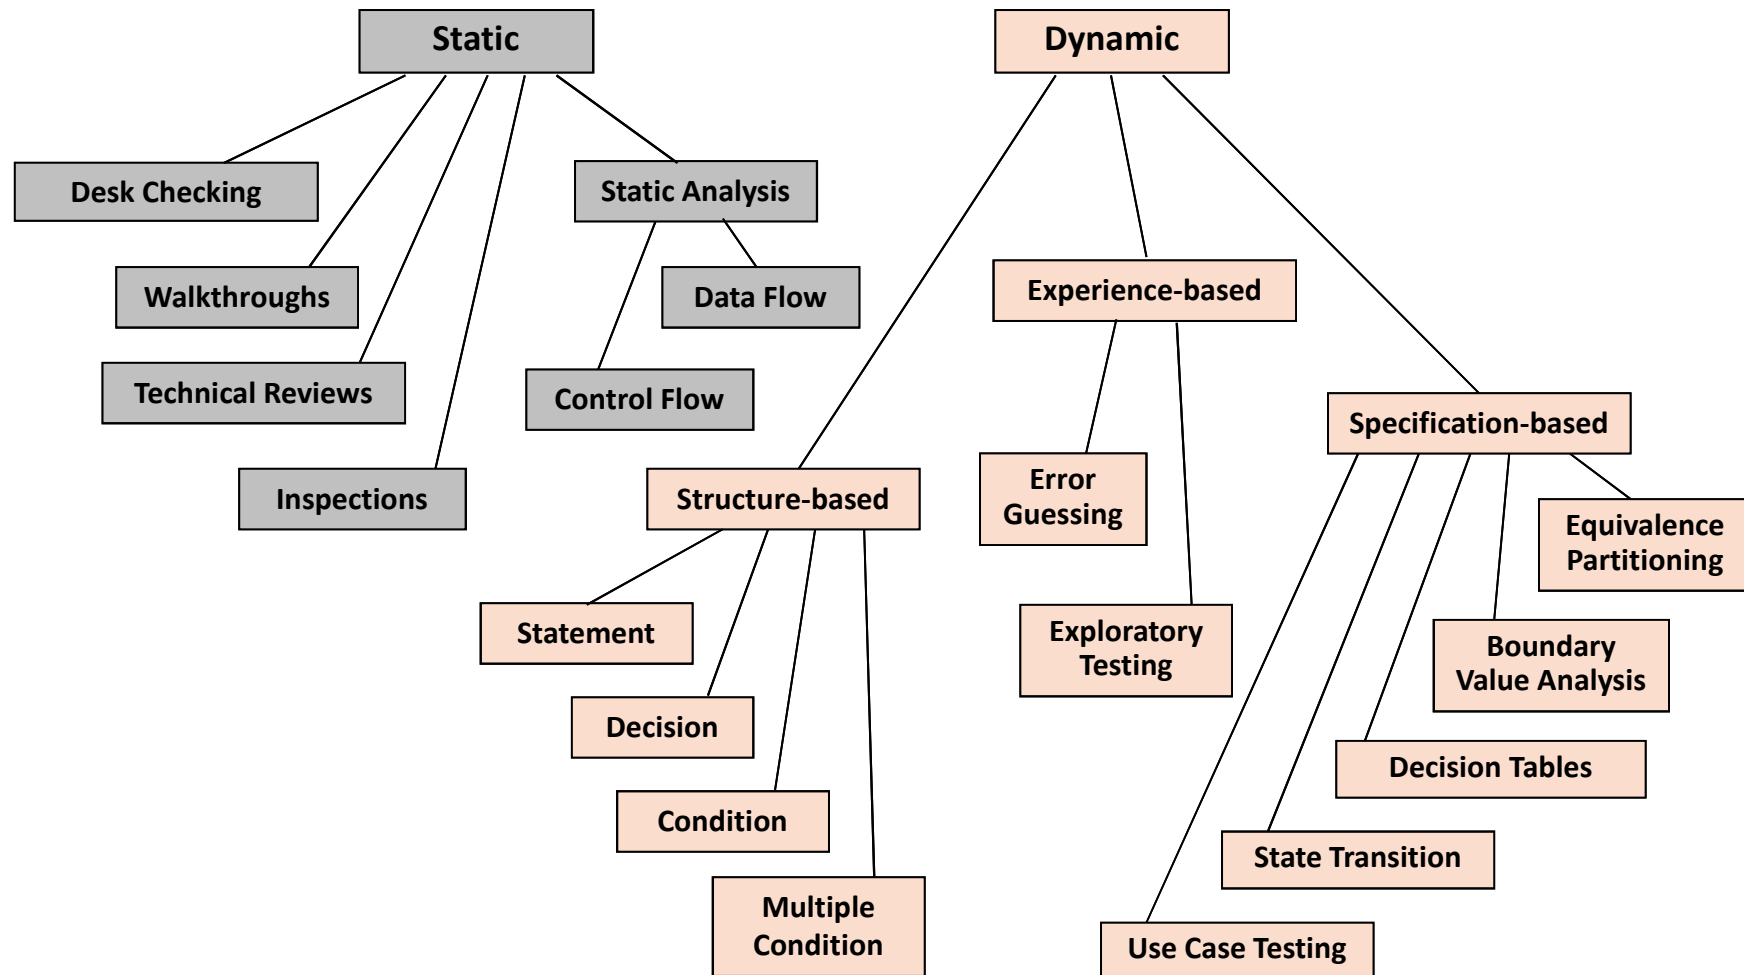 Static
Dynamic
Desk Checking
Static Analysis
Walkthroughs
Data Flow
Experience-based
Technical Reviews
Control Flow
Specification-based
Inspections
Structure-based
Error
Guessing
Equivalence
Partitioning
Statement
Exploratory
Testing
Boundary
Value Analysis
Decision
Decision Tables
Condition
State Transition
Multiple
Condition
Use Case Testing